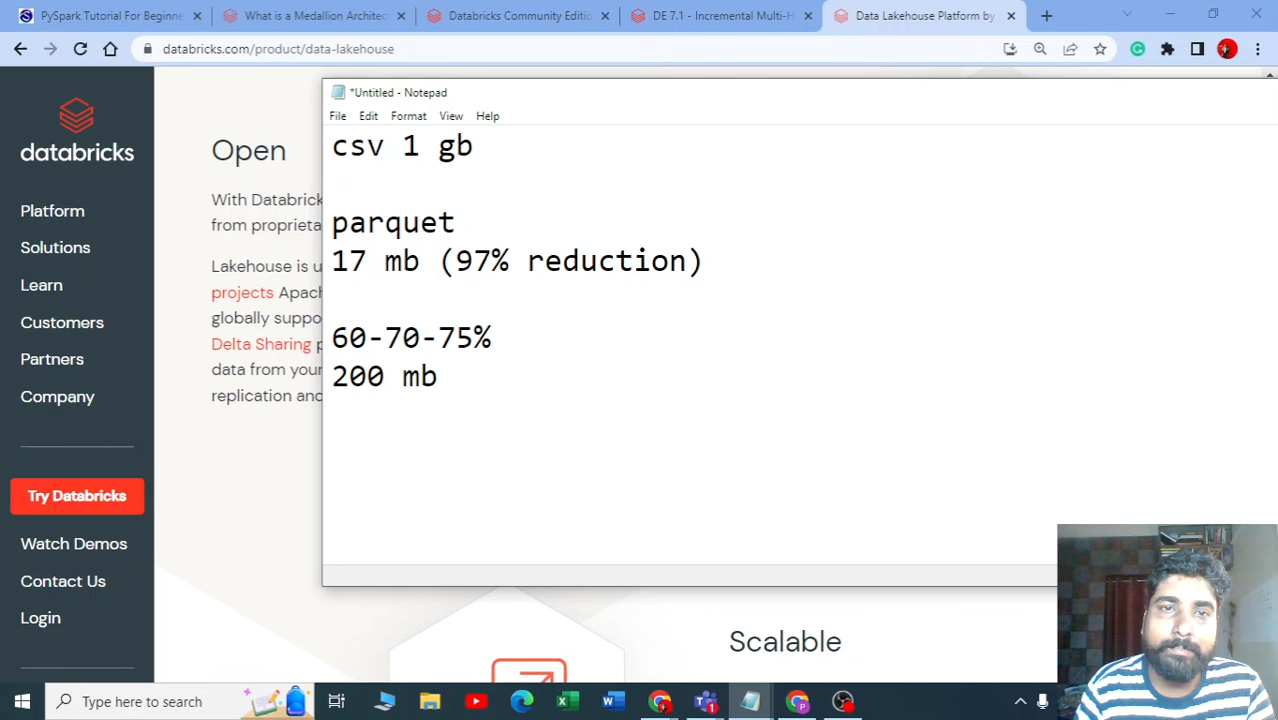 PySpark Tutorial For Beginne
What is a Medallion Architec
Databricks Community Editio
DE 7.1 - Incremental Multi-H
Data Lakehouse Platform by
databricks.com/product/data-lakehouse
databricks
Platform
Solutions
Learn
Customers
Partners
Company
Try Databricks
Watch Demos
Contact Us
Login
Open
With Databrick
from proprieta
Lakehouse is u
projects Apach
globally suppo
Delta Sharing p
data from your
replication and
*Untitled - Notepad
File Edit Format View Help
csv 1 gb
parquet
17 mb (97% reduction)
60-70-75%
200 mb
Scalable
Type here to search